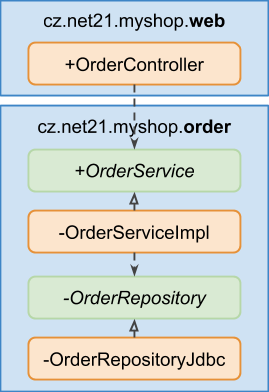 cz.net21.myshop.web
+OrderController
cz.net21.myshop.order
+OrderService
-OrderServiceImpl
-OrderRepository
-OrderRepositoryJdbc